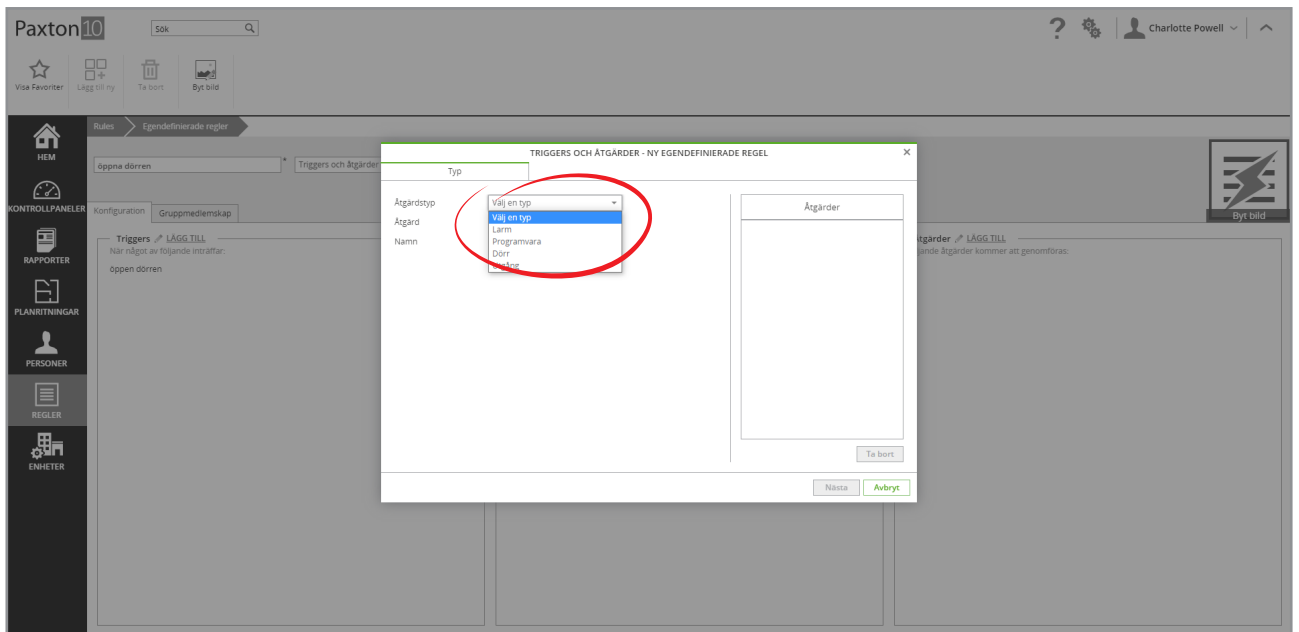 Paxton10
Sök
Charlotte Powell
Visa Favoriter
Lägg till ny
Ta bort
Byt bild
HEM
KONTROLLPANELER
RAPPORTER
PLANRITNINGAR
PERSONER
REGLER
ENHETER
Rules
Egendefinierade regler
öppna dörren
*
Triggers och åtgärder
Byt bild
Konfiguration
Gruppmedlemskap
Triggers LÄGG TILL
När något av följande inträffar:
öppen dörren
tgärder LÄGG TILL
jande åtgärder kommer att genomföras:
TRIGGERS OCH ÅTGÄRDER - NY EGENDEFINIERADE REGEL
Typ
Åtgärdstyp
Välj en typ
Åtgärd
Namn
Välj en typ
Larm
Programvara
Dörr
Åtgärder
Ta bort
Nästa
Avbryt